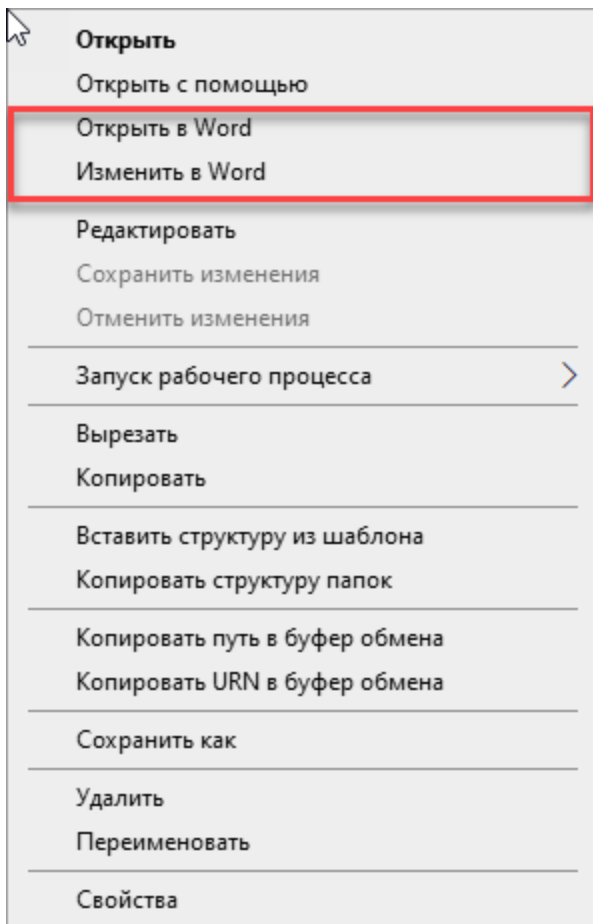 Открыть
Открыть с помощью
Открыть в Word
Изменить в Word
Редактировать
Сохранить изменения
Отменить изменения
Запуск рабочего процесса
Вырезать
Копировать
Вставить структуру из шаблона
Копировать структуру папок
Копировать путь в буфер обмена
Копировать URN в буфер обмена
Сохранить как
Удалить
Переименовать
Свойства